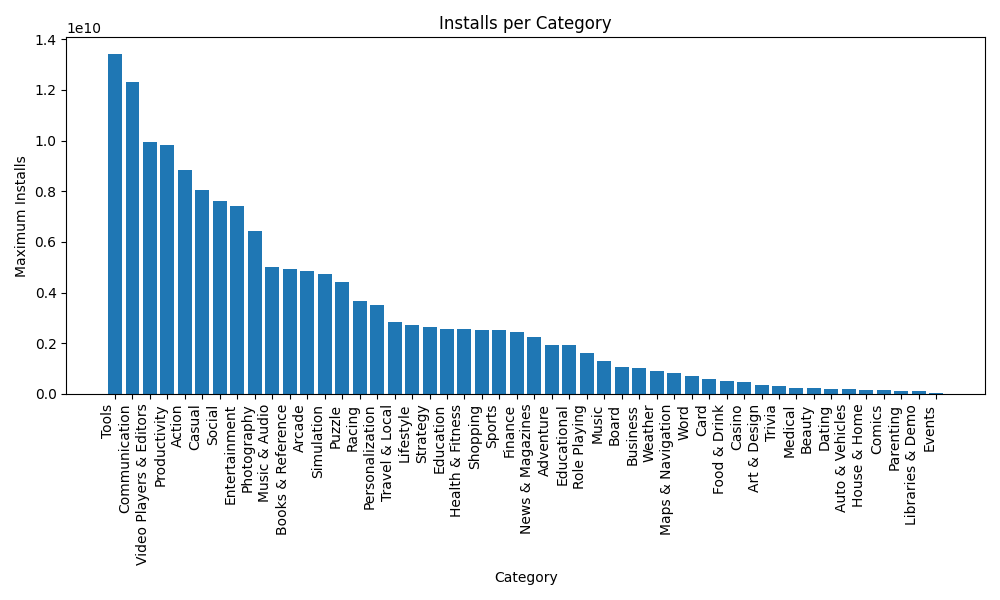 Installs per Category
1e10
Maximum Installs
1.4
1.2
1.0
0.8
0.6
0.4
0.2
0.0
Tools
Communication
Video Players & Editors
Productivity
Action
Casual
Social
Entertainment
Photography
Music & Audio
Books & Reference
Arcade
Simulation
Puzzle
Racing
Personalization
Travel & Local
Lifestyle
Strategy
Education
Health & Fitness
Shopping
Sports
Finance
News & Magazines
Adventure
Educational
Role Playing
Music
Board
Business
Weather
Maps & Navigation
Word
Card
Food & Drink
Casino
Art & Design
Trivia
Medical
Beauty
Dating
Auto & Vehicles
House & Home
Comics
Parenting
Libraries & Demo
Events
Category